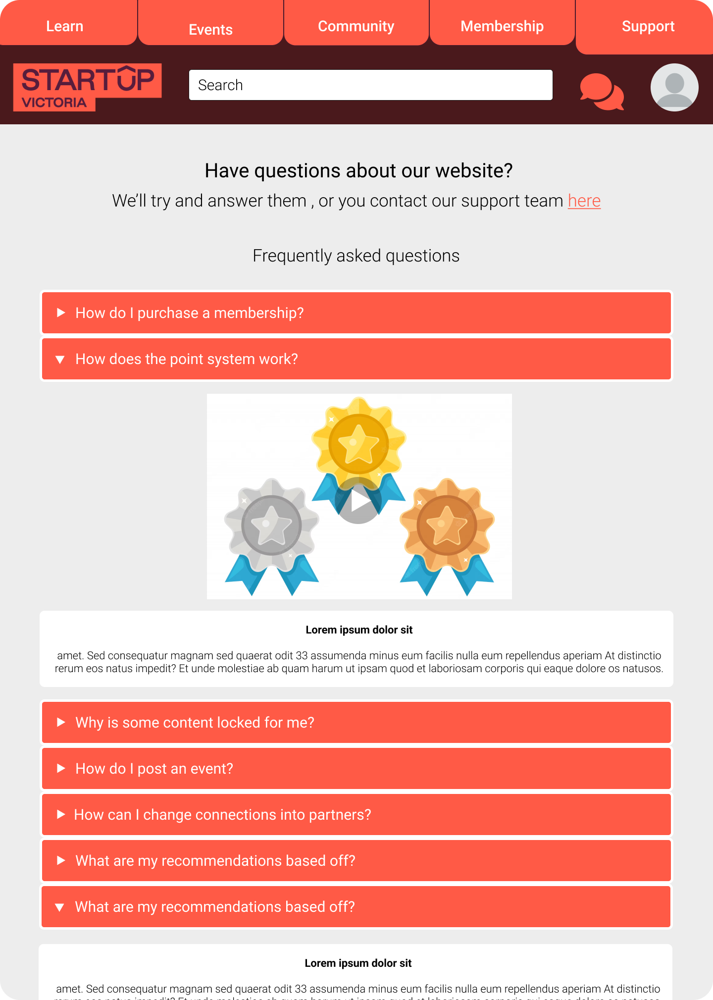 Learn
Events
Community
Membership
Support
STARTUP
VICTORIA
Search
Have questions about our website?
We’ll try and answer them , or you contact our support team here
Frequently asked questions
How do I purchase a membership?
How does the point system work?
Lorem ipsum dolor sit
amet. Sed consequatur magnam sed quaerat odit 33 assumenda minus eum facilis nulla eum repellendus aperiam At distinctio
rerum eos natus impedit? Et unde molestiae ab quam harum ut ipsam quod et laboriosam corporis qui eaque dolore os natusos.
Why is some content locked for me?
How do I post an event?
How can I change connections into partners?
What are my recommendations based off?
What are my recommendations based off?
Lorem ipsum dolor sit
amet. Sed consequatur magnam sed quaerat odit 33 assumenda minus eum facilis nulla eum repellendus aperiam At distinctio